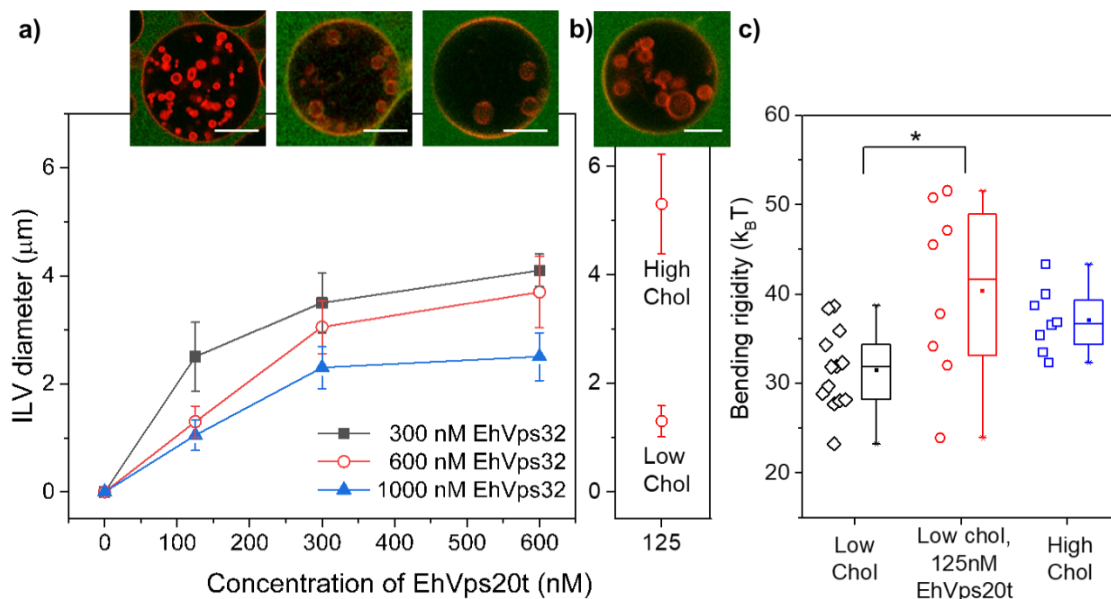 a)
b)
c)
ILV diameter (μm)
6
4
2
0
300 nM EhVps32
600 nM EhVps32
1000 nM EhVps32
0 100 200 300 400 500 600
Concentration of EhVps20t (nM)
6
4
2
0
High
Chol
Low
Chol
125
Bending rigidity (kBT)
60
50
40
30
20
*
Low
Chol
Low chol,
125nM
EhVps20t
High
Chol